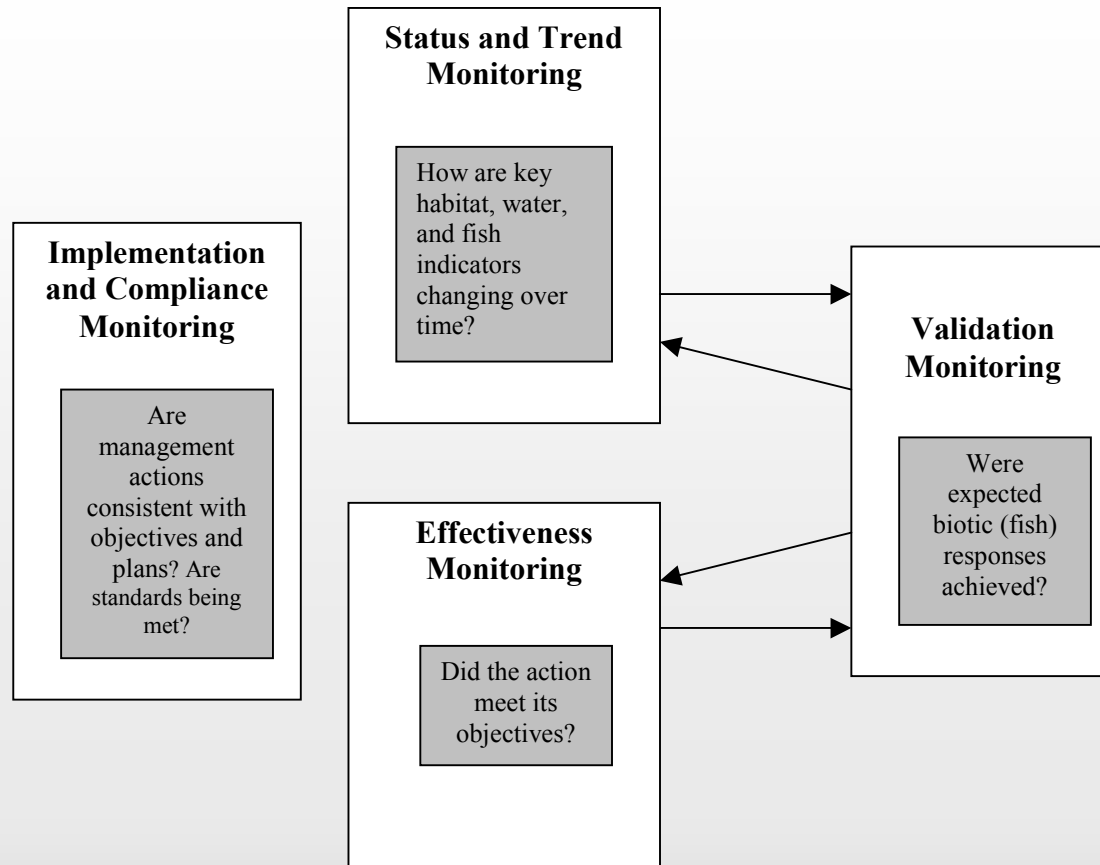 Status and Trend
Monitoring
How are key
habitat, water,
and fish
indicators
changing over
time?
Implementation
and Compliance
Monitoring
Are
management
actions
consistent with
objectives and
plans? Are
standards being
met?
Effectiveness
Monitoring
Did the action
meet its
objectives?
Validation
Monitoring
Were
expected
biotic (fish)
responses
achieved?